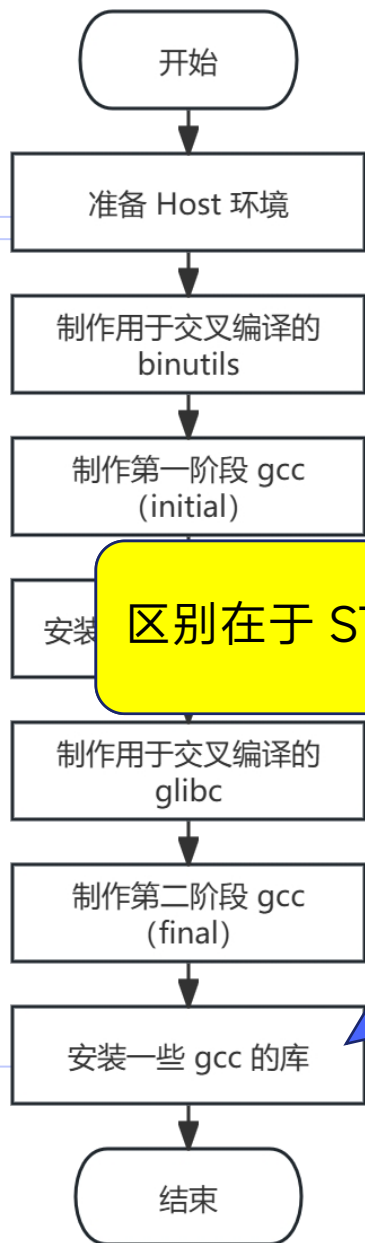 开始
准备 Host 环境
制作用于交叉编译的
binutils
制作第一阶段 gcc
（initial）
安装
区别在于 ST
制作用于交叉编译的
glibc
制作第二阶段 gcc
（final）
安装一些 gcc 的库
结束